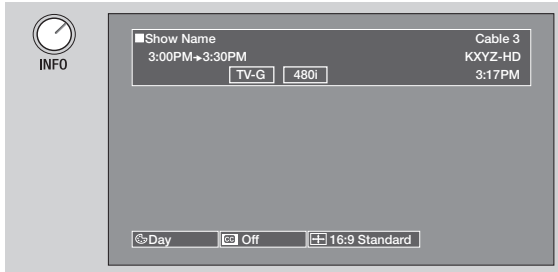 INFO
■Show Name Cable 3
3:00PM→3:30PM KXYZ-HD
TV-G 480i 3:17PM
Day CC Off 16:9 Standard